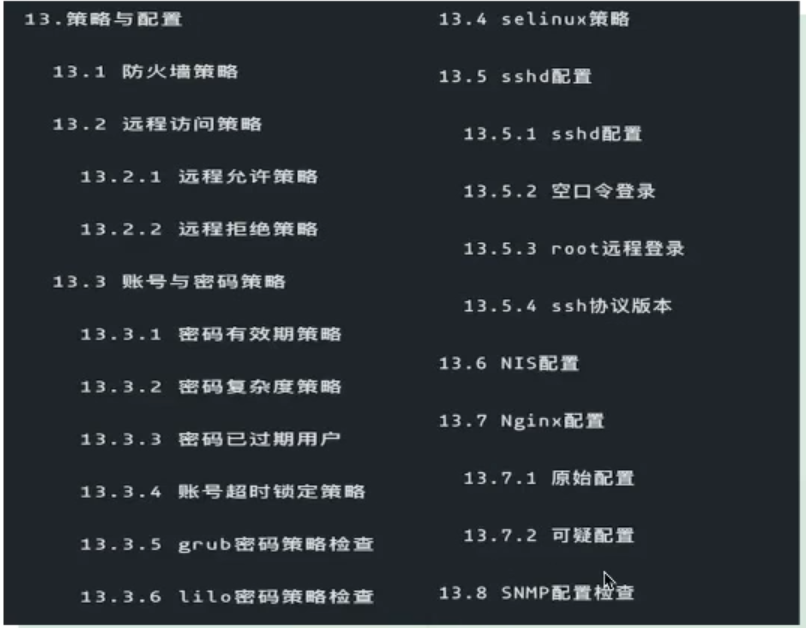 13.策略与配置
13.1 防火墙策略
13.2 远程访问策略
13.2.1 远程允许策略
13.2.2 远程拒绝策略
13.3 账号与密码策略
13.3.1 密码有效期策略
13.3.2 密码复杂度策略
13.3.3 密码已过期用户
13.3.4 账号超时锁定策略
13.3.5 grub密码策略检查
13.3.6 lilo密码策略检查
13.4 selinux策略
13.5 sshd配置
13.5.1 sshd配置
13.5.2 空口令登录
13.5.3 root远程登录
13.5.4 ssh协议版本
13.6 NIS配置
13.7 Nginx配置
13.7.1 原始配置
13.7.2 可疑配置
13.8 SNMP配置检查